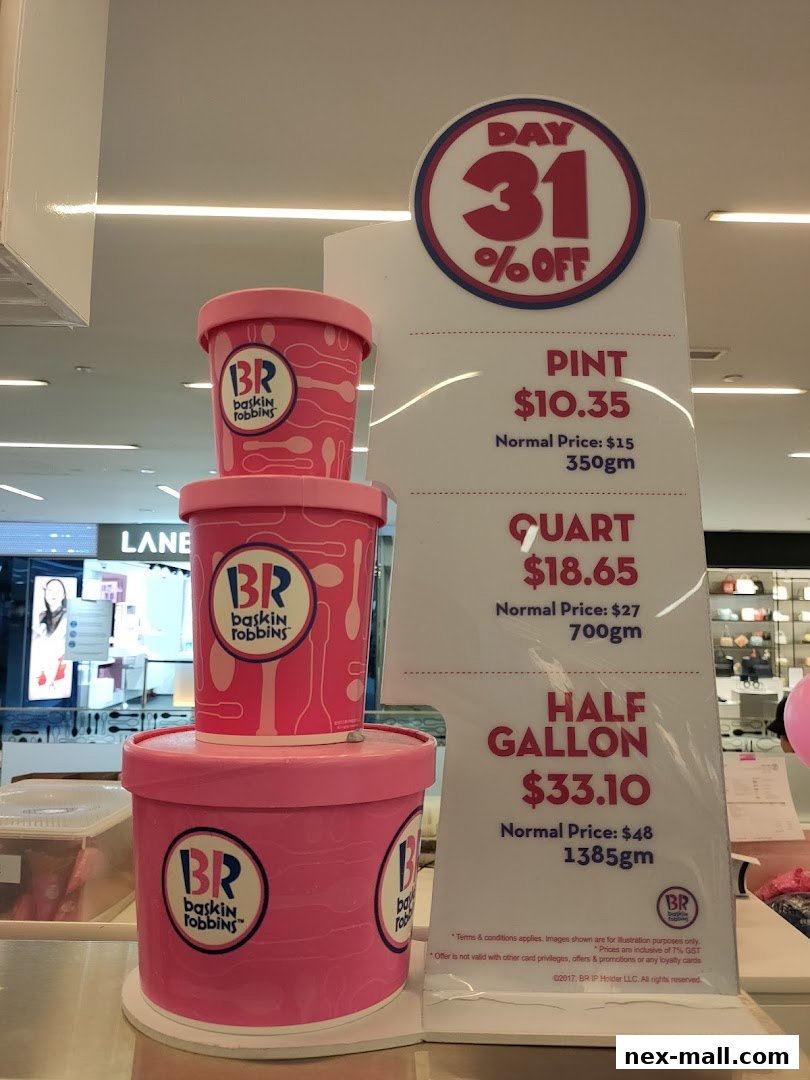 DAY
31
%OFF
PINT
$10.35
Normal Price: $15
350gm
QUART
$18.65
Normal Price: $27
700gm
HALF
GALLON
$33.10
Normal Price: $48
1385gm
BR
baskin
robbins
* Terms & conditions applies. Images shown are for illustration purposes only.
* Prices are inclusive of 7% GST
* Offer is not valid with other card privileges, offers & promotions or any loyalty cards
©2017, BR IP Holder LLC. All rights reserved.
BR
baskin
robbins
BR
baskin
robbins™
BR
baskin
robbins™
BR
LANE
nex-mall.com